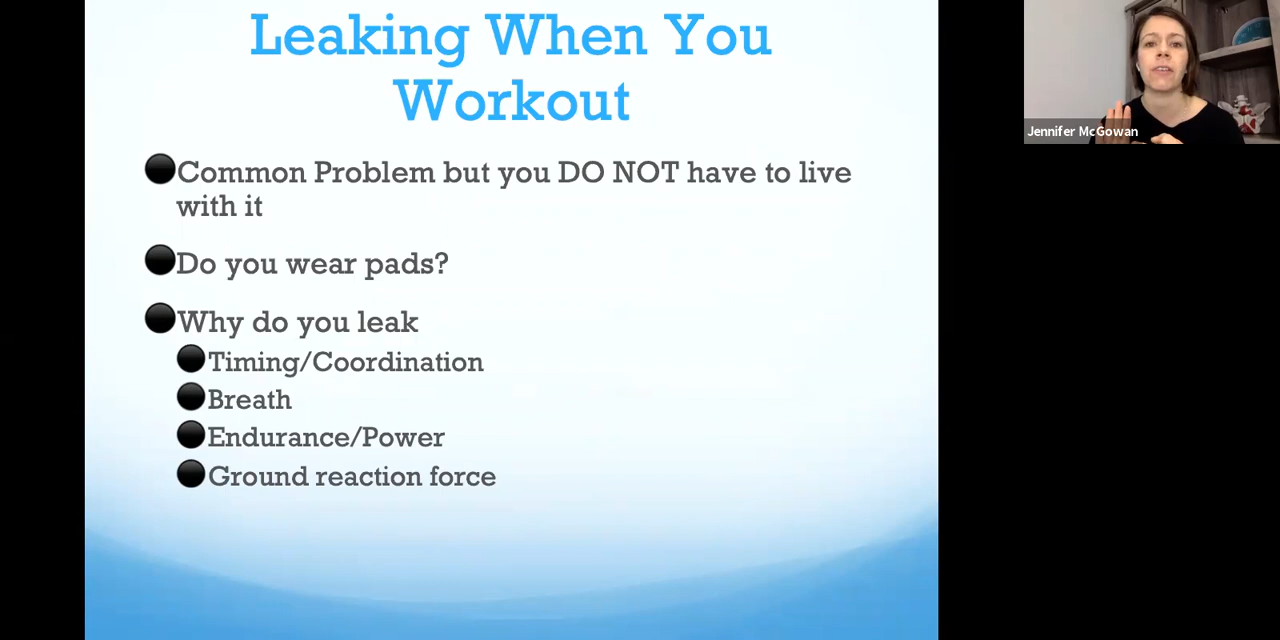 Leaking When You
Workout
Common Problem but you DO NOT have to live
with it
Do you wear pads?
Why do you leak
Timing/Coordination
Breath
Endurance/Power
Ground reaction force
Jennifer McGowan